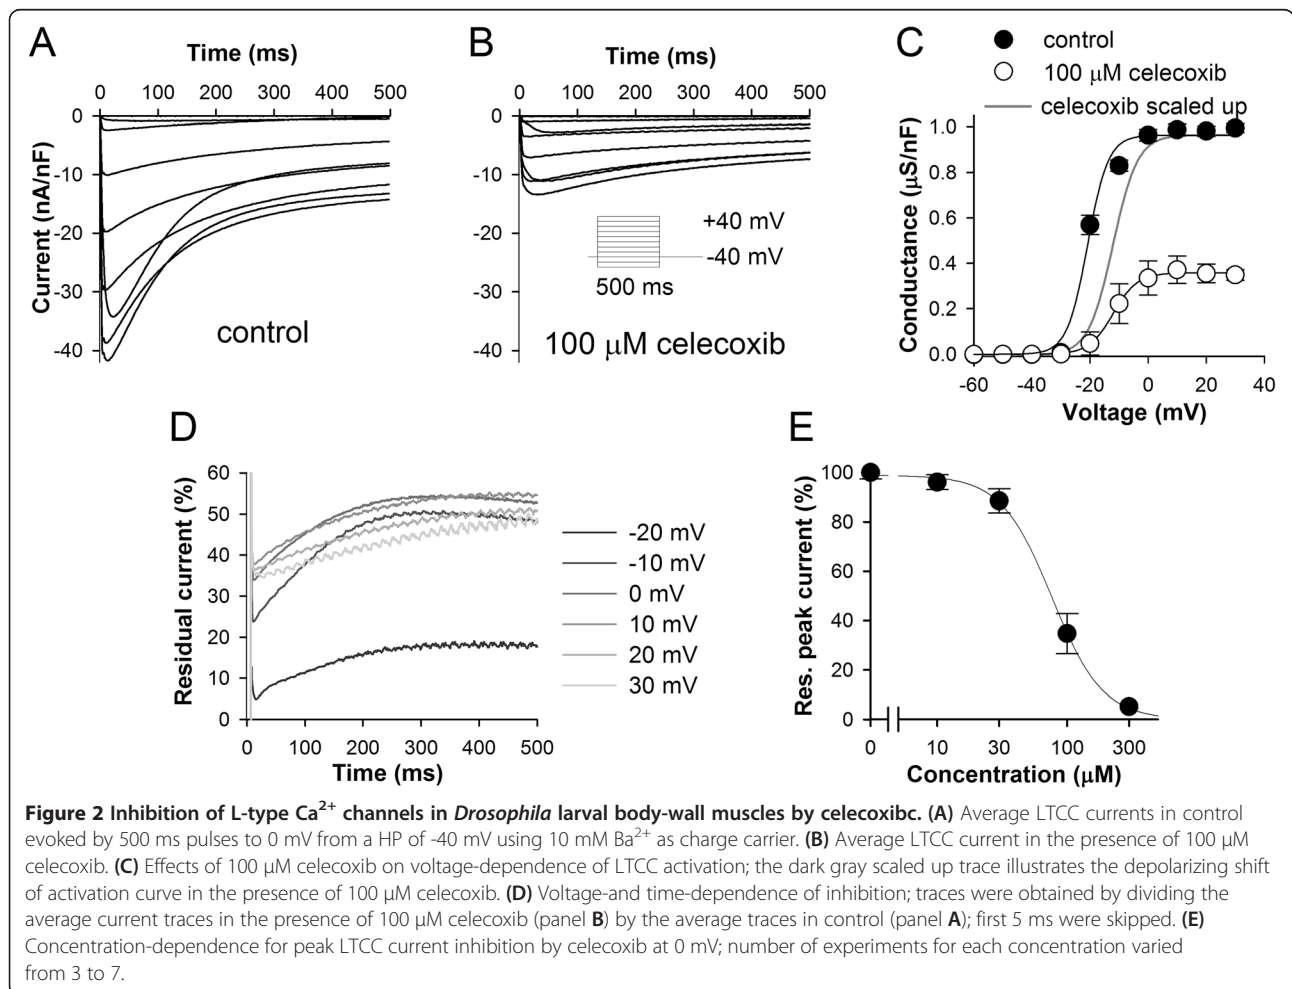 A
Time (ms)
0 100 200 300 400 500
0
-10
-20
-30
-40
Current (nA/nF)
control
B
Time (ms)
0 100 200 300 400 500
0
-10
-20
-30
-40
+40 mV
-40 mV
500 ms
100 μM celecoxib
C
control
100 μM celecoxib
celecoxib scaled up
Conductance (μS/nF)
1.0
0.8
0.6
0.4
0.2
0.0
-60 -40 -20 0 20 40
Voltage (mV)
D
Residual current (%)
60
50
40
30
20
10
0
0 100 200 300 400 500
Time (ms)
-20 mV
-10 mV
0 mV
10 mV
20 mV
30 mV
E
Res. peak current (%)
100
80
60
40
20
0
0 10 30 100 300
Concentration (μM)
Figure 2 Inhibition of L-type Ca²⁺ channels in Drosophila larval body-wall muscles by celecoxibc. (A) Average LTCC currents in control
evoked by 500 ms pulses to 0 mV from a HP of -40 mV using 10 mM Ba²⁺ as charge carrier. (B) Average LTCC current in the presence of 100 μM
celecoxib. (C) Effects of 100 μM celecoxib on voltage-dependence of LTCC activation; the dark gray scaled up trace illustrates the depolarizing shift
of activation curve in the presence of 100 μM celecoxib. (D) Voltage-and time-dependence of inhibition; traces were obtained by dividing the
average current traces in the presence of 100 μM celecoxib (panel B) by the average traces in control (panel A); first 5 ms were skipped. (E)
Concentration-dependence for peak LTCC current inhibition by celecoxib at 0 mV; number of experiments for each concentration varied
from 3 to 7.